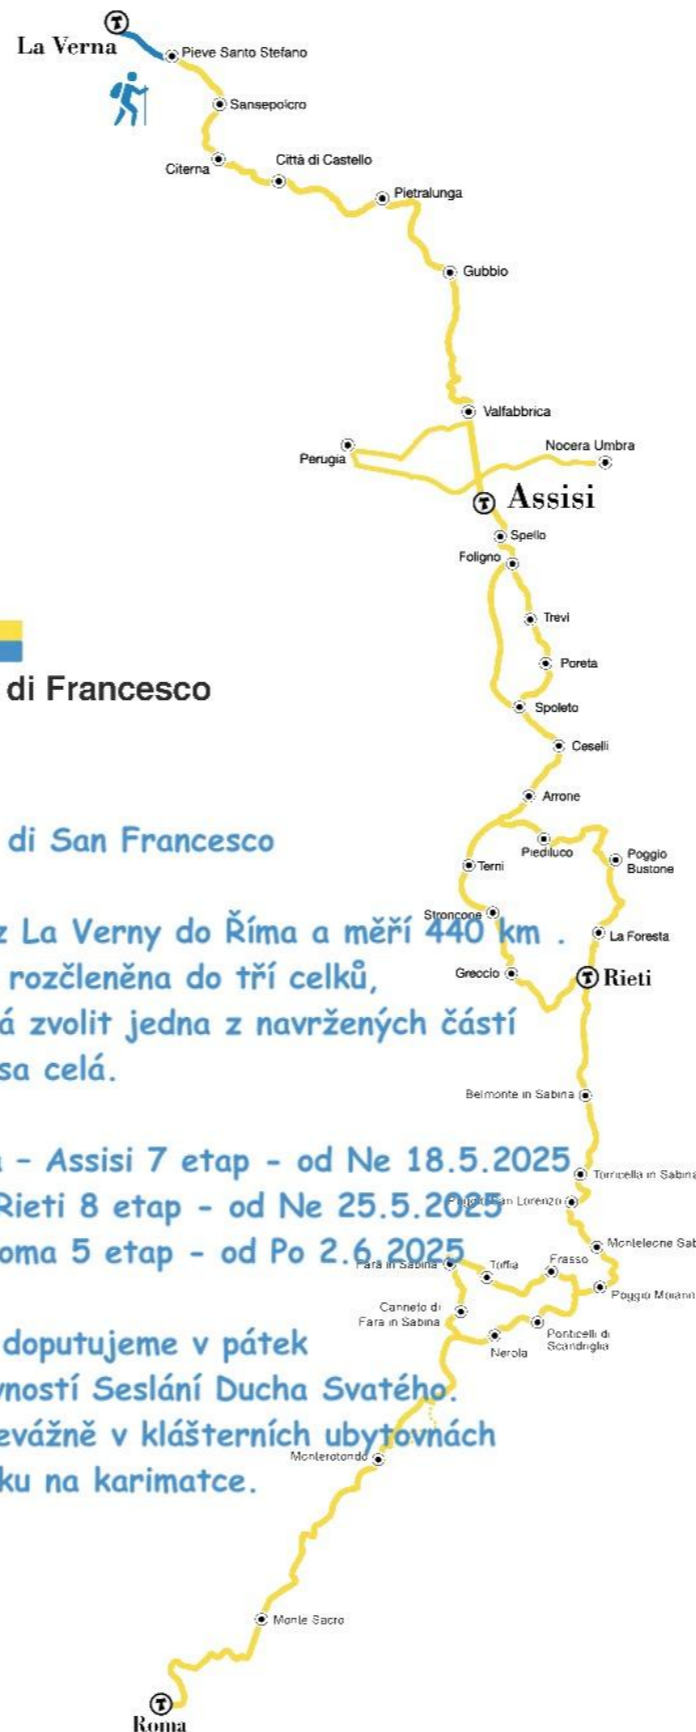 La Verna
Pieve Santo Stefano
Sansepolcro
Citerna
Città di Castello
Pietralunga
Gubbio
Valfabbrica
Perugia
Nocera Umbra
Assisi
Spello
Foligno
Trevi
Poreta
di Francesco
Spoleto
Ceselli
Arrone
di San Francesco
Piediluco
Poggio
Bustone
Terni
Stroncone
z La Verny do Říma a měří 440 km .
La Foresta
rozčleněna do tří celků,
Greccio
Rieti
á zvolit jedna z navržených částí
sa celá.
Belmonte in Sabina
– Assisi 7 etap - od Ne 18.5.2025
Torricella in Sabina
Rieti 8 etap - od Ne 25.5.2025
Poggio San Lorenzo
Monteleone Sab
oma 5 etap - od Po 2.6.2025
Fara in Sabina
Toffia
Frasso
Poggio Moiano
Canneto di
Fara in Sabina
Ponticelli di
Scandriglia
Nerola
doputujeme v pátek
vností Seslání Ducha Svatého.
evážně v klášterních ubytovnách
Monterotondo
ku na karimatce.
Monte Sacro
Roma